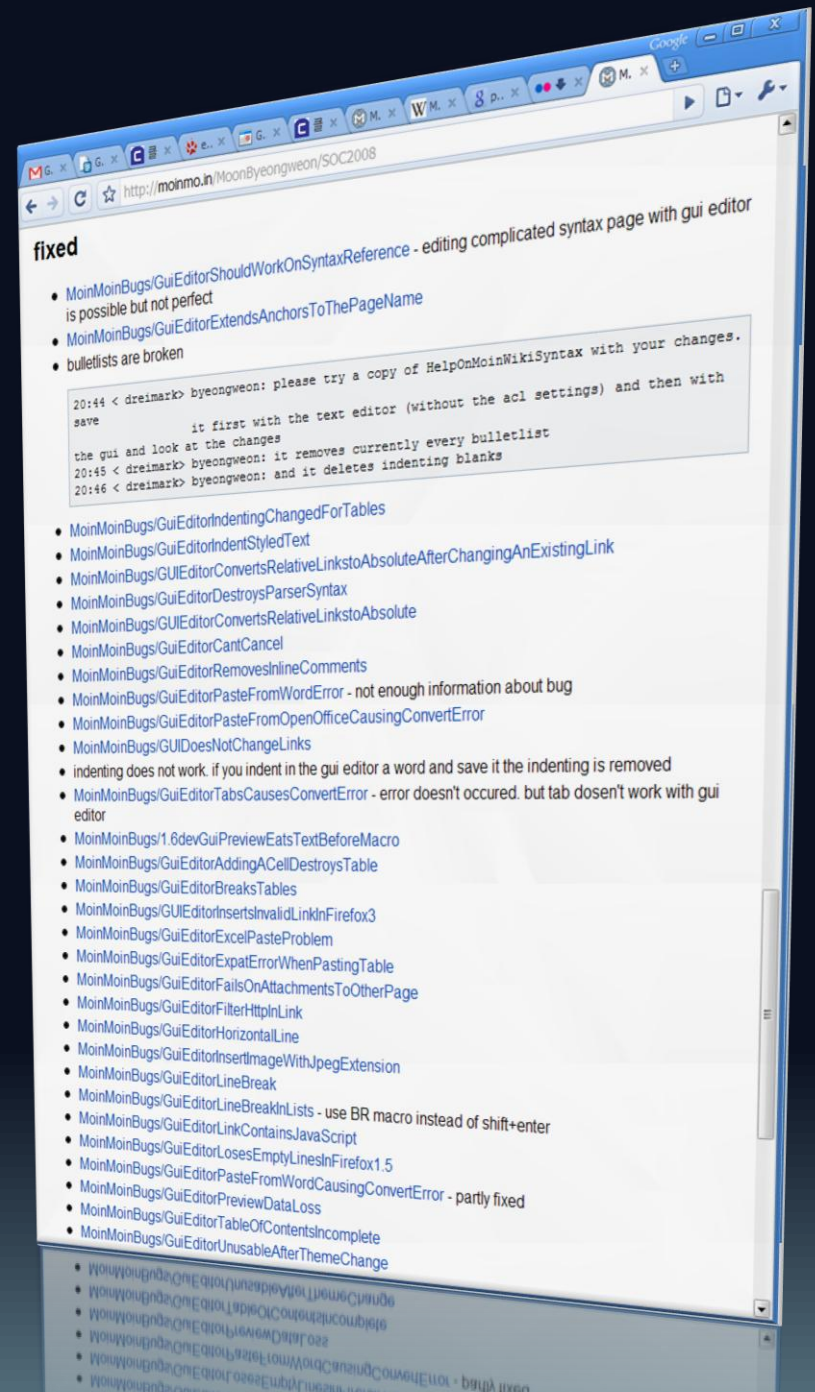 Google
M G. × G. × C 블 × e.. × G. × C 블 × M. × W M. × g p.. × × M. ×
http://moinmo.in/MoonByeongweon/SOC2008
fixed
MoinMoinBugs/GuiEditorShouldWorkOnSyntaxReference - editing complicated syntax page with gui editor
is possible but not perfect
MoinMoinBugs/GuiEditorExtendsAnchorsToThePageName
bulletlists are broken
20:44 < dreimark> byeongweon: please try a copy of HelpOnMoinWikiSyntax with your changes.
save it first with the text editor (without the acl settings) and then with
the gui and look at the changes
20:45 < dreimark> byeongweon: it removes currently every bulletlist
20:46 < dreimark> byeongweon: and it deletes indenting blanks
MoinMoinBugs/GuiEditorIndentingChangedForTables
MoinMoinBugs/GuiEditorIndentStyledText
MoinMoinBugs/GUIEditorConvertsRelativeLinkstoAbsoluteAfterChangingAnExistingLink
MoinMoinBugs/GuiEditorDestroysParserSyntax
MoinMoinBugs/GUIEditorConvertsRelativeLinkstoAbsolute
MoinMoinBugs/GuiEditorCantCancel
MoinMoinBugs/GuiEditorRemovesInlineComments
MoinMoinBugs/GuiEditorPasteFromWordError - not enough information about bug
MoinMoinBugs/GuiEditorPasteFromOpenOfficeCausingConvertError
MoinMoinBugs/GUIDoesNotChangeLinks
indenting does not work. if you indent in the gui editor a word and save it the indenting is removed
MoinMoinBugs/GuiEditorTabsCausesConvertError - error doesn't occured. but tab dosen't work with gui
editor
MoinMoinBugs/1.6devGuiPreviewEatsTextBeforeMacro
MoinMoinBugs/GuiEditorAddingACellDestroysTable
MoinMoinBugs/GuiEditorBreaksTables
MoinMoinBugs/GUIEditorInsertsInvalidLinkInFirefox3
MoinMoinBugs/GuiEditorExcelPasteProblem
MoinMoinBugs/GuiEditorExpatErrorWhenPastingTable
MoinMoinBugs/GuiEditorFailsOnAttachmentsToOtherPage
MoinMoinBugs/GuiEditorFilterHttpInLink
MoinMoinBugs/GuiEditorHorizontalLine
MoinMoinBugs/GuiEditorInsertImageWithJpegExtension
MoinMoinBugs/GuiEditorLineBreak
MoinMoinBugs/GuiEditorLineBreakInLists - use BR macro instead of shift+enter
MoinMoinBugs/GuiEditorLinkContainsJavaScript
MoinMoinBugs/GuiEditorLosesEmptyLinesInFirefox1.5
MoinMoinBugs/GuiEditorPasteFromWordCausingConvertError - partly fixed
MoinMoinBugs/GuiEditorPreviewDataLoss
MoinMoinBugs/GuiEditorTableOfContentsIncomplete
MoinMoinBugs/GuiEditorUnusableAfterThemeChange